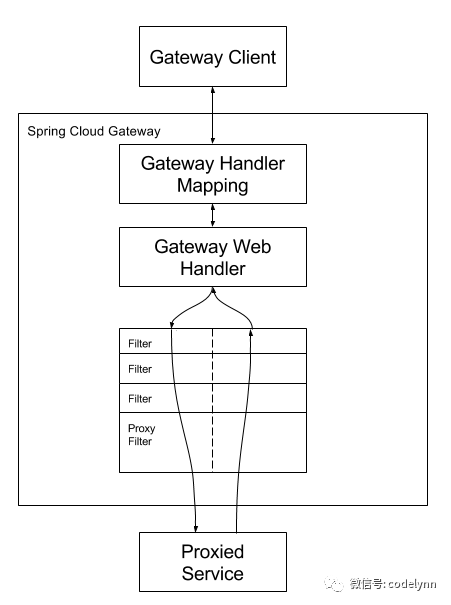 Gateway Client
Spring Cloud Gateway
Gateway Handler
Mapping
Gateway Web
Handler
Filter
Filter
Filter
Proxy
Filter
Proxied
Service
微信号: codelynn